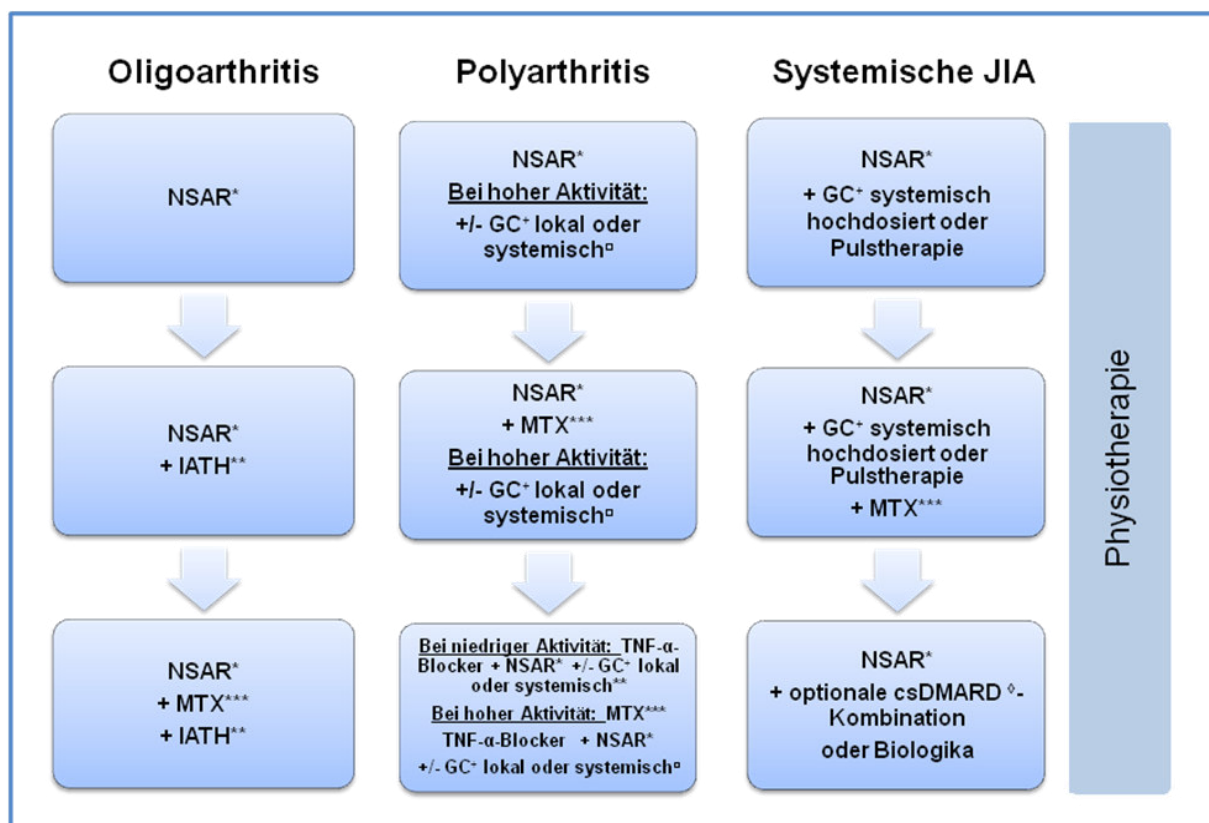 Oligoarthritis
NSAR*
NSAR*
+ IATH**
NSAR*
+ MTX***
+ IATH**
Polyarthritis
NSAR*
Bei hoher Aktivität:
+/- GC⁺ lokal oder
systemisch¤
NSAR*
+ MTX***
Bei hoher Aktivität:
+/- GC⁺ lokal oder
systemisch¤
Bei niedriger Aktivität: TNF-α-
Blocker + NSAR* +/- GC⁺ lokal
oder systemisch**
Bei hoher Aktivität: MTX***
TNF-α-Blocker + NSAR*
+/- GC⁺ lokal oder systemisch¤
Systemische JIA
NSAR*
+ GC⁺ systemisch
hochdosiert oder
Pulstherapie
NSAR*
+ GC⁺ systemisch
hochdosiert oder
Pulstherapie
+ MTX***
NSAR*
+ optionale csDMARD ◊-
Kombination
oder Biologika
Physiotherapie